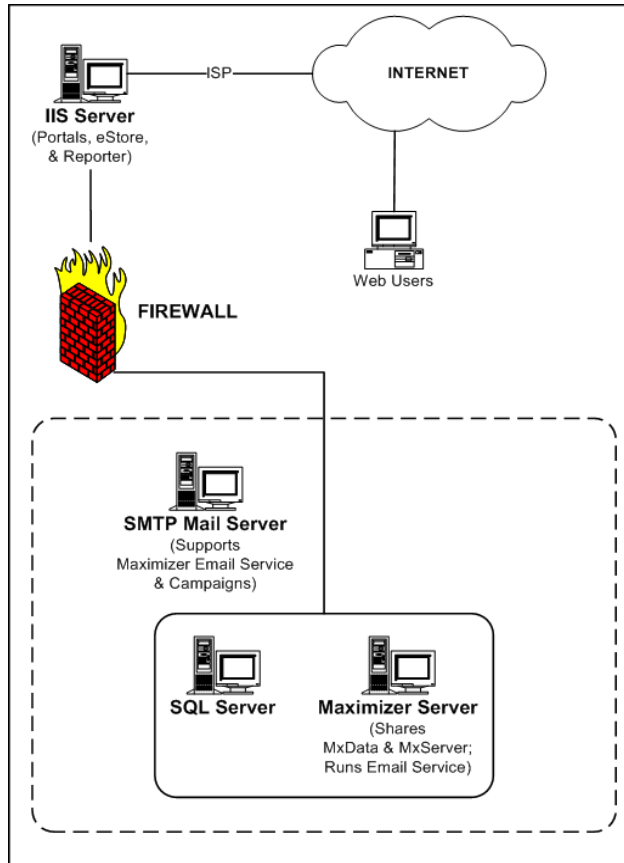 ISP
INTERNET
IIS Server
(Portals, eStore,
& Reporter)
Web Users
FIREWALL
SMTP Mail Server
(Supports
Maximizer Email Service
& Campaigns)
SQL Server
Maximizer Server
(Shares
MxData & MxServer;
Runs Email Service)